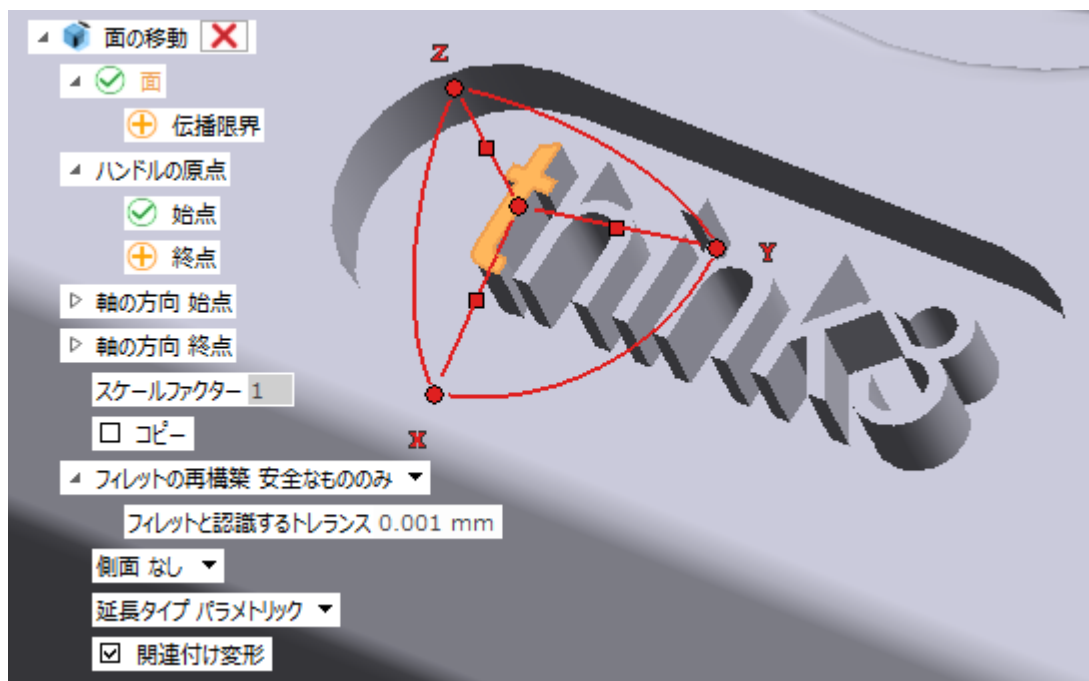 面の移動
面
伝播限界
ハンドルの原点
始点
終点
軸の方向 始点
軸の方向 終点
スケールファクター 1
コピー
フィレットの再構築 安全なもののみ
フィレットと認識するトレランス 0.001 mm
側面 なし
延長タイプ パラメトリック
関連付け変形
Z
Y
X
think3